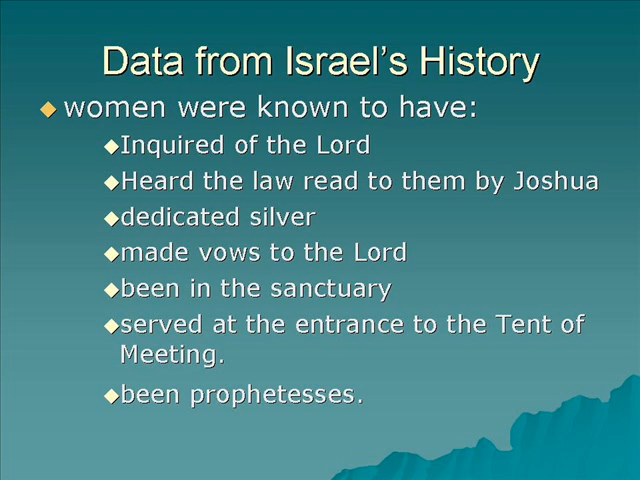 Data from Israel's History
women were known to have:
Inquired of the Lord
Heard the law read to them by Joshua
dedicated silver
made vows to the Lord
been in the sanctuary
served at the entrance to the Tent of
Meeting.
been prophetesses.